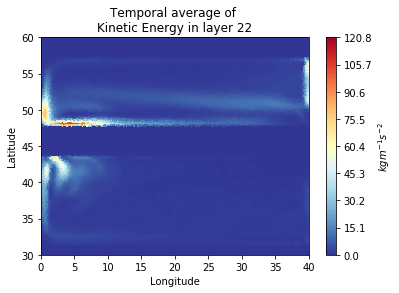 Temporal average of
Kinetic Energy in layer 22
60
55
50
45
40
35
30
Latitude
0 5 10 15 20 25 30 35 40
Longitude
120.8
105.7
90.6
75.5
60.4
45.3
30.2
15.1
0.0
kgm⁻¹s⁻²